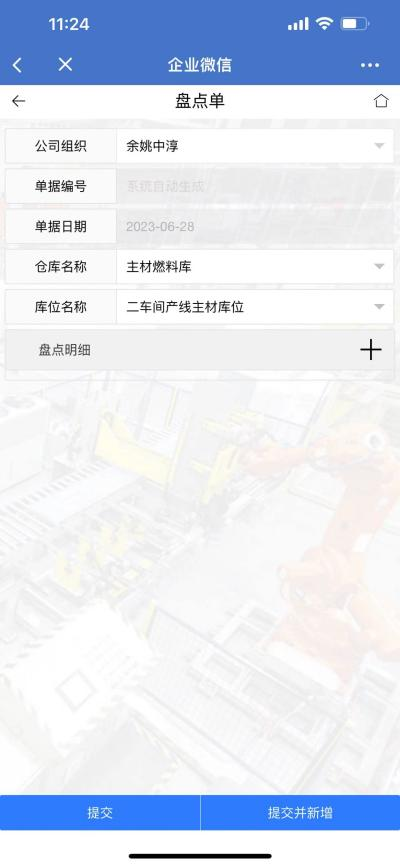 11:24
企业微信
盘点单
公司组织 余姚中淳
单据编号 系统自动生成
单据日期 2023-06-28
仓库名称 主材燃料库
库位名称 二车间产线主材库位
盘点明细
提交 提交并新增